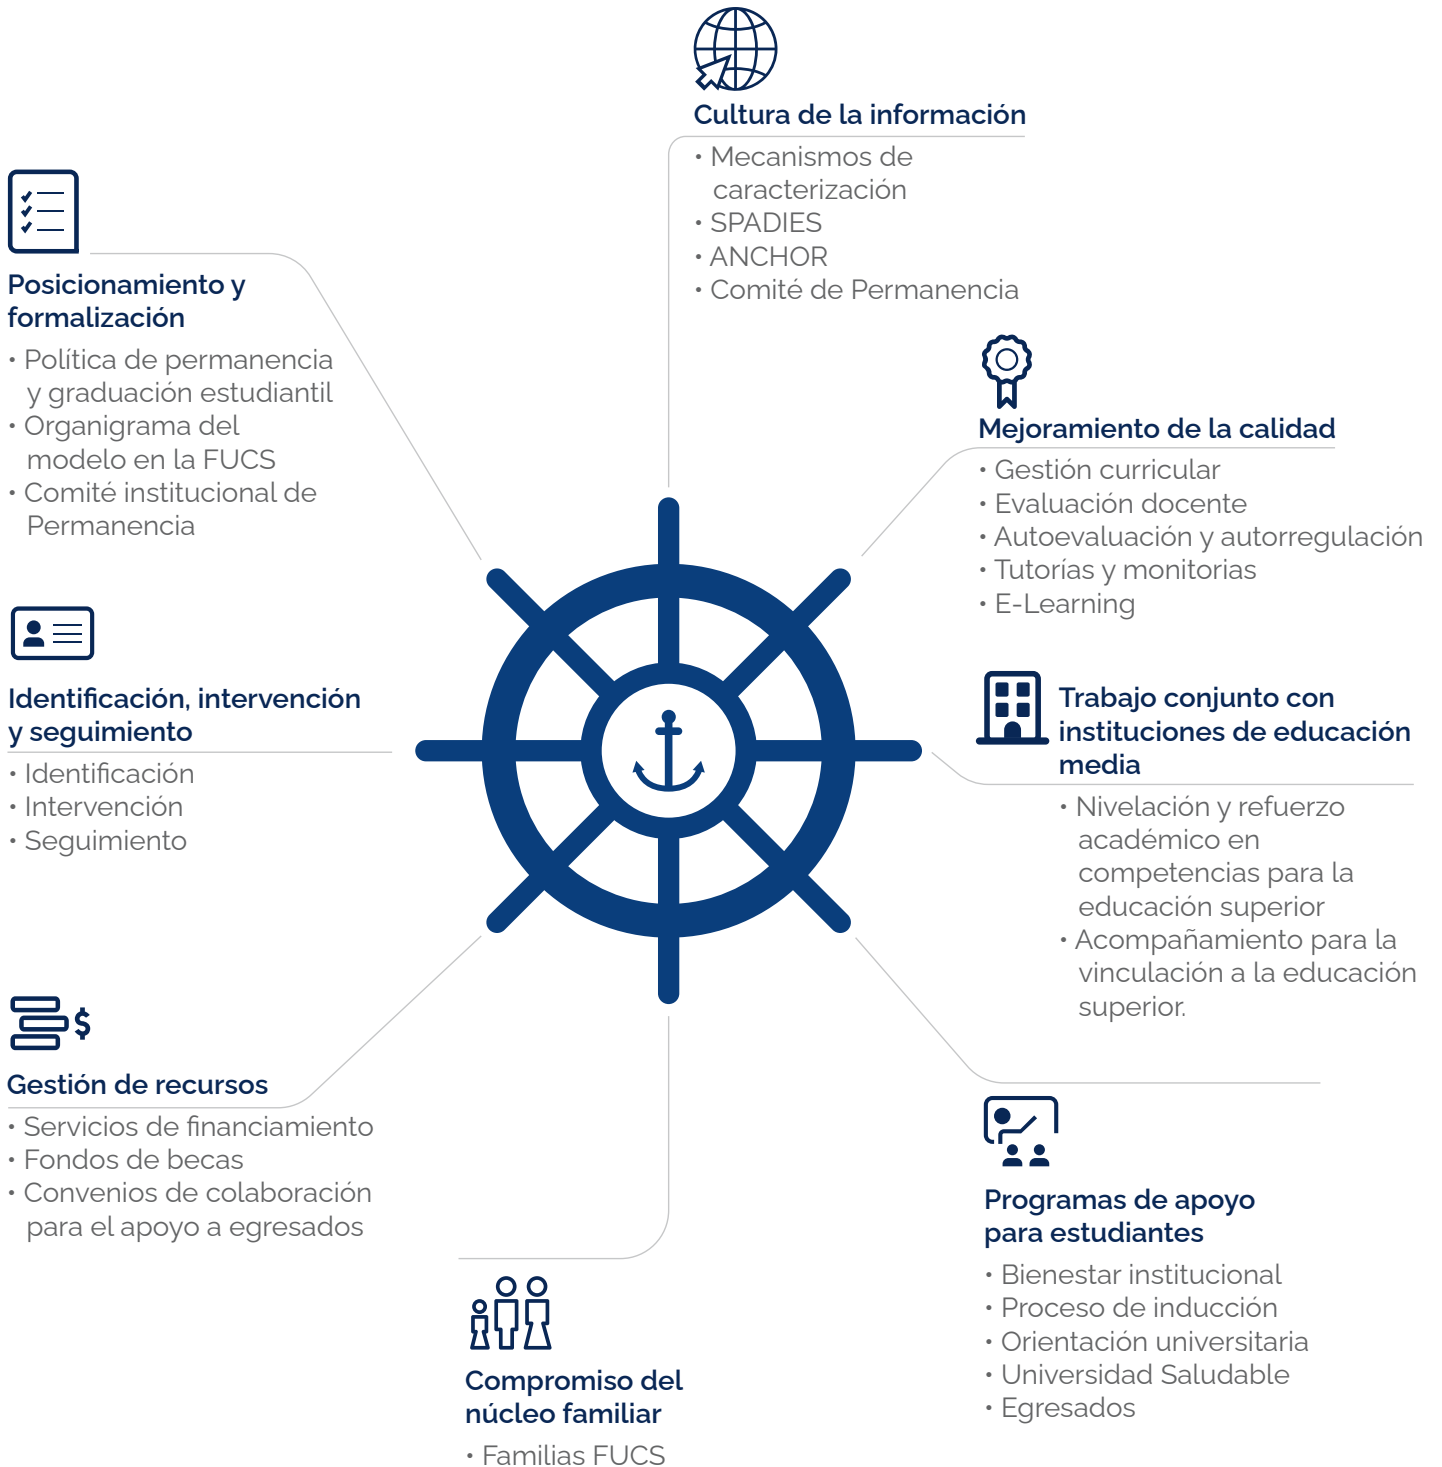 Cultura de la información
• Mecanismos de
caracterización
• SPADIES
• ANCHOR
• Comité de Permanencia
Posicionamiento y
formalización
• Política de permanencia
y graduación estudiantil
• Organigrama del
modelo en la FUCS
• Comité institucional de
Permanencia
Mejoramiento de la calidad
• Gestión curricular
• Evaluación docente
• Autoevaluación y autorregulación
• Tutorías y monitorias
• E-Learning
Identificación, intervención
y seguimiento
• Identificación
• Intervención
• Seguimiento
Trabajo conjunto con
instituciones de educación
media
• Nivelación y refuerzo
académico en
competencias para la
educación superior
• Acompañamiento para la
vinculación a la educación
superior.
Gestión de recursos
• Servicios de financiamiento
• Fondos de becas
• Convenios de colaboración
para el apoyo a egresados
Programas de apoyo
para estudiantes
• Bienestar institucional
• Proceso de inducción
• Orientación universitaria
• Universidad Saludable
• Egresados
Compromiso del
núcleo familiar
• Familias FUCS